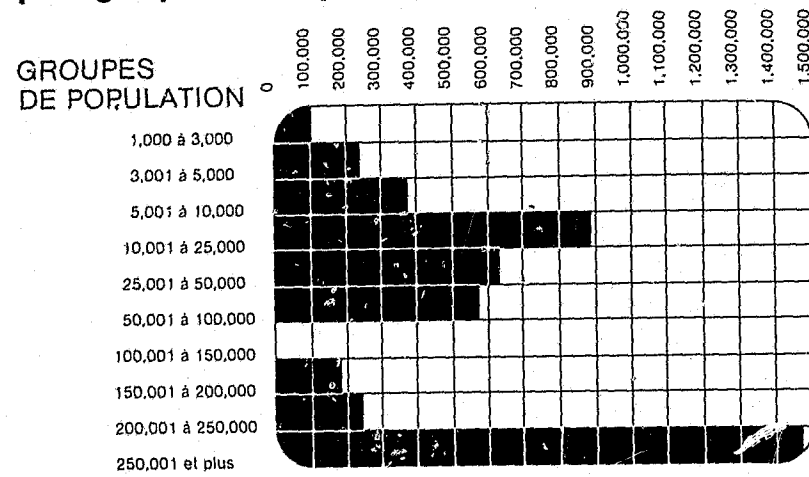 GROUPES
DE POPULATION
0
100,000
200,000
300,000
400,000
500,000
600,000
700,000
800,000
900,000
1,000,000
1,100,000
1,200,000
1,300,000
1,400,000
1,500,000
1,000 à 3,000
3,001 à 5,000
5,001 à 10,000
10,001 à 25,000
25,001 à 50,000
50,001 à 100,000
100,001 à 150,000
150,001 à 200,000
200,001 à 250,000
250,001 et plus